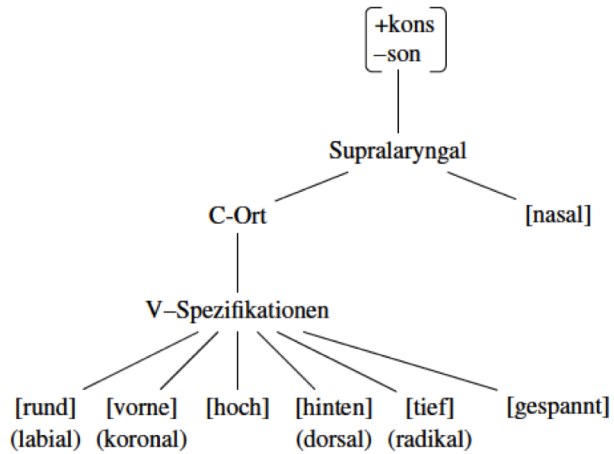 +kons
–son
Supralaryngal
C-Ort [nasal]
V–Spezifikationen
[rund] [vorne] [hoch] [hinten] [tief] [gespannt]
(labial) (koronal) (dorsal) (radikal)